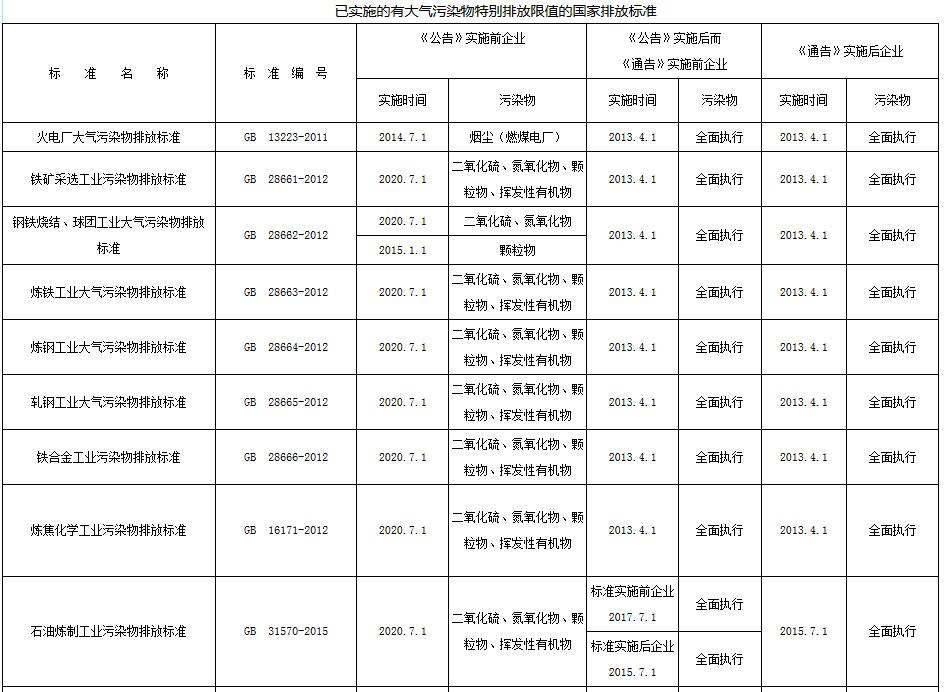 已实施的有大气污染物特别排放限值的国家排放标准
标 准 名 称
标 准 编 号
《公告》实施前企业
《公告》实施后而
《通告》实施前企业
《通告》实施后企业
实施时间
污染物
实施时间
污染物
实施时间
污染物
火电厂大气污染物排放标准
GB 13223-2011
2014.7.1
烟尘（燃煤电厂）
2013.4.1
全面执行
2013.4.1
全面执行
铁矿采选工业污染物排放标准
GB 28661-2012
2020.7.1
二氧化硫、氮氧化物、颗
粒物、挥发性有机物
2013.4.1
全面执行
2013.4.1
全面执行
钢铁烧结、球团工业大气污染物排放
标准
GB 28662-2012
2020.7.1
二氧化硫、氮氧化物
2015.1.1
颗粒物
2013.4.1
全面执行
2013.4.1
全面执行
炼铁工业大气污染物排放标准
GB 28663-2012
2020.7.1
二氧化硫、氮氧化物、颗
粒物、挥发性有机物
2013.4.1
全面执行
2013.4.1
全面执行
炼钢工业大气污染物排放标准
GB 28664-2012
2020.7.1
二氧化硫、氮氧化物、颗
粒物、挥发性有机物
2013.4.1
全面执行
2013.4.1
全面执行
轧钢工业大气污染物排放标准
GB 28665-2012
2020.7.1
二氧化硫、氮氧化物、颗
粒物、挥发性有机物
2013.4.1
全面执行
2013.4.1
全面执行
铁合金工业污染物排放标准
GB 28666-2012
2020.7.1
二氧化硫、氮氧化物、颗
粒物、挥发性有机物
2013.4.1
全面执行
2013.4.1
全面执行
炼焦化学工业污染物排放标准
GB 16171-2012
2020.7.1
二氧化硫、氮氧化物、颗
粒物、挥发性有机物
2013.4.1
全面执行
2013.4.1
全面执行
石油炼制工业污染物排放标准
GB 31570-2015
2020.7.1
二氧化硫、氮氧化物、颗
粒物、挥发性有机物
标准实施前企业
2017.7.1
全面执行
标准实施后企业
2015.7.1
全面执行
2015.7.1
全面执行